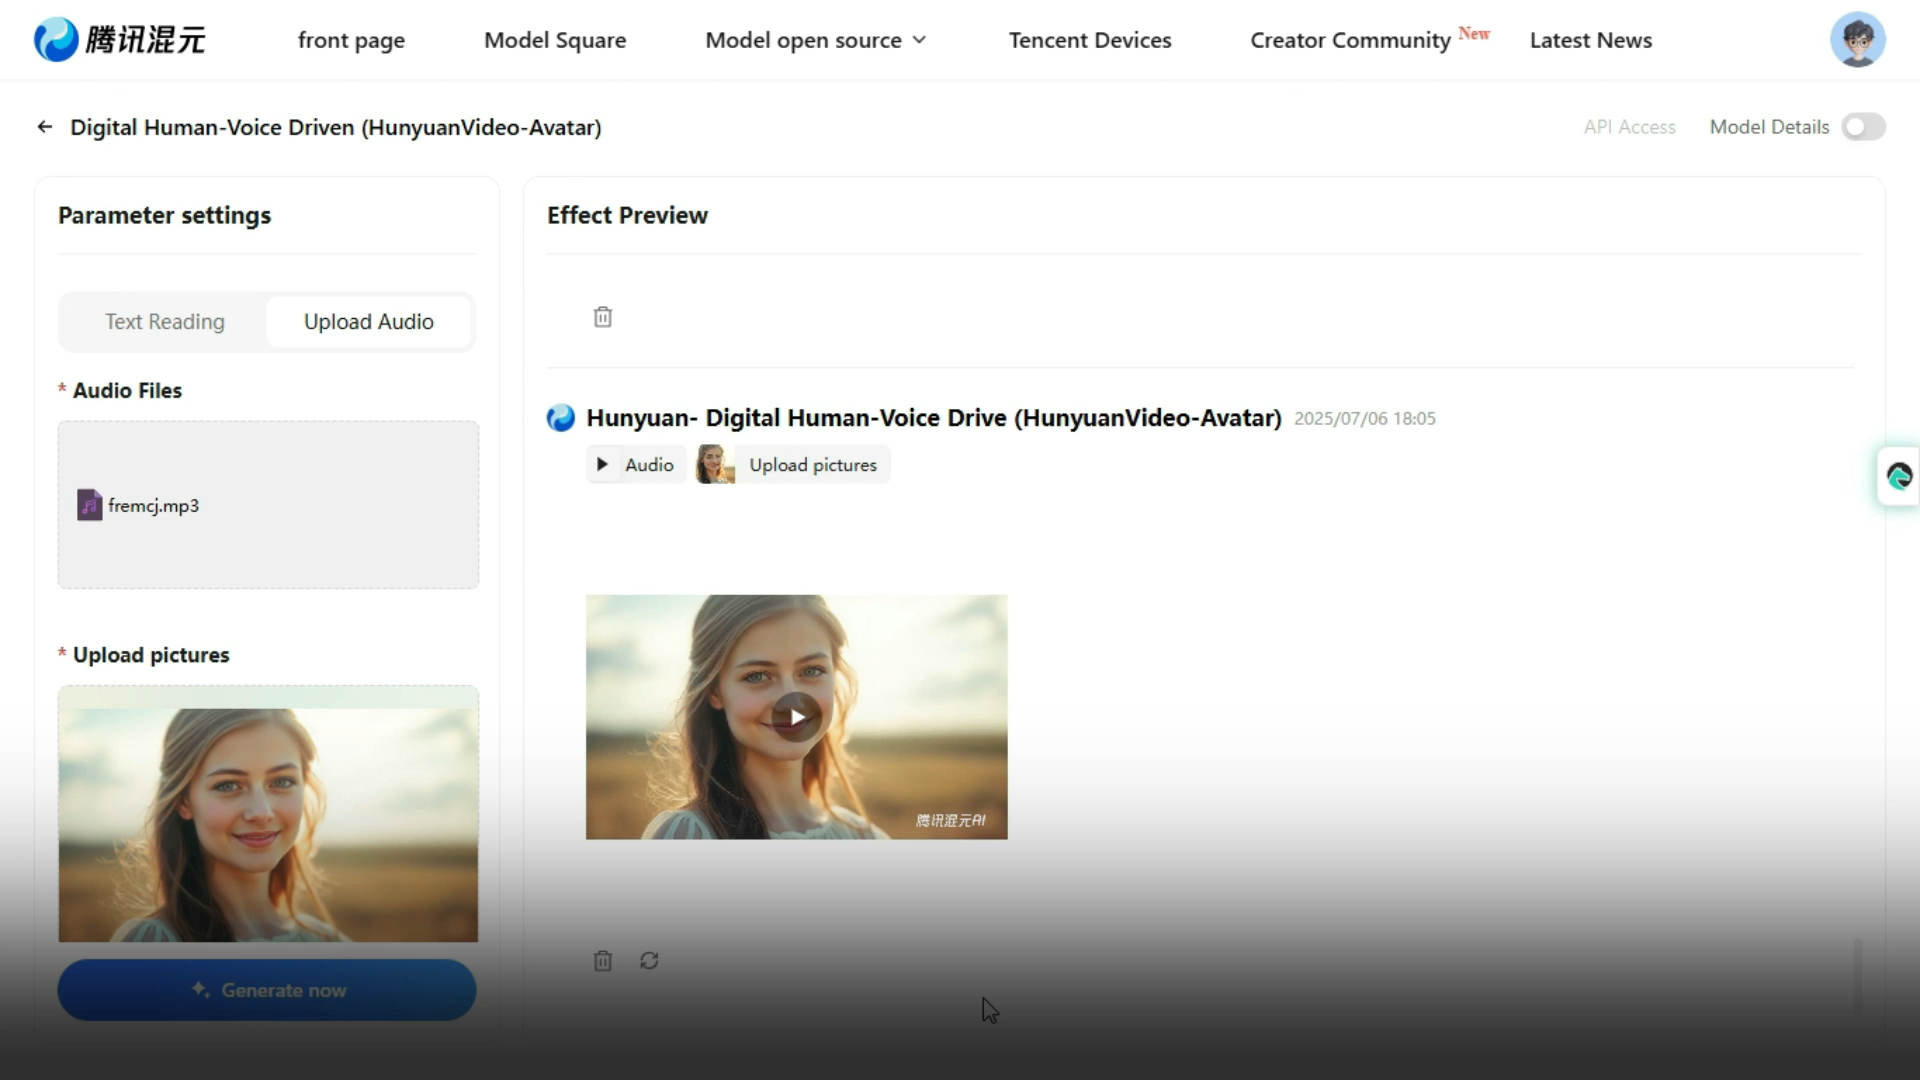 腾讯混元
front page
Model Square
Model open source
Tencent Devices
Creator Community New
Latest News
Digital Human-Voice Driven (HunyuanVideo-Avatar)
API Access
Model Details
Parameter settings
Text Reading
Upload Audio
* Audio Files
fremcj.mp3
* Upload pictures
Generate now
Effect Preview
Hunyuan- Digital Human-Voice Drive (HunyuanVideo-Avatar) 2025/07/06 18:05
Audio
Upload pictures
腾讯混元AI